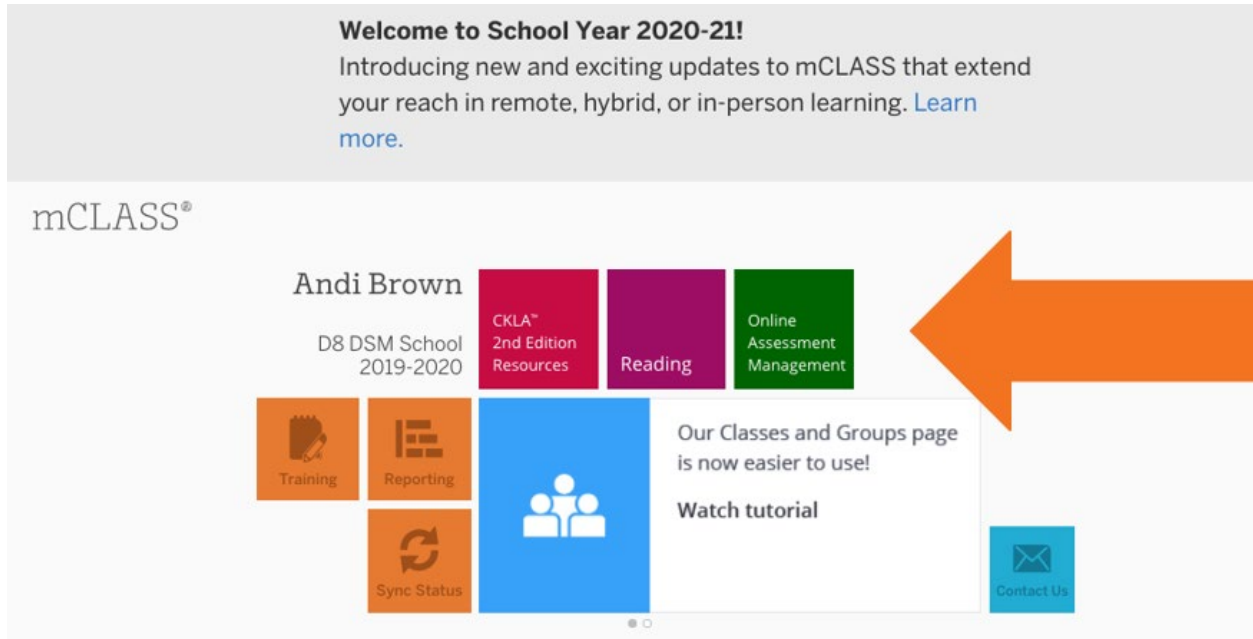 Welcome to School Year 2020-21!
Introducing new and exciting updates to mCLASS that extend
your reach in remote, hybrid, or in-person learning. Learn
more.
mCLASS®
Andi Brown
D8 DSM School
2019-2020
CKLA™
2nd Edition
Resources
Reading
Online
Assessment
Management
Training
Reporting
Sync Status
Our Classes and Groups page
is now easier to use!
Watch tutorial
Contact Us